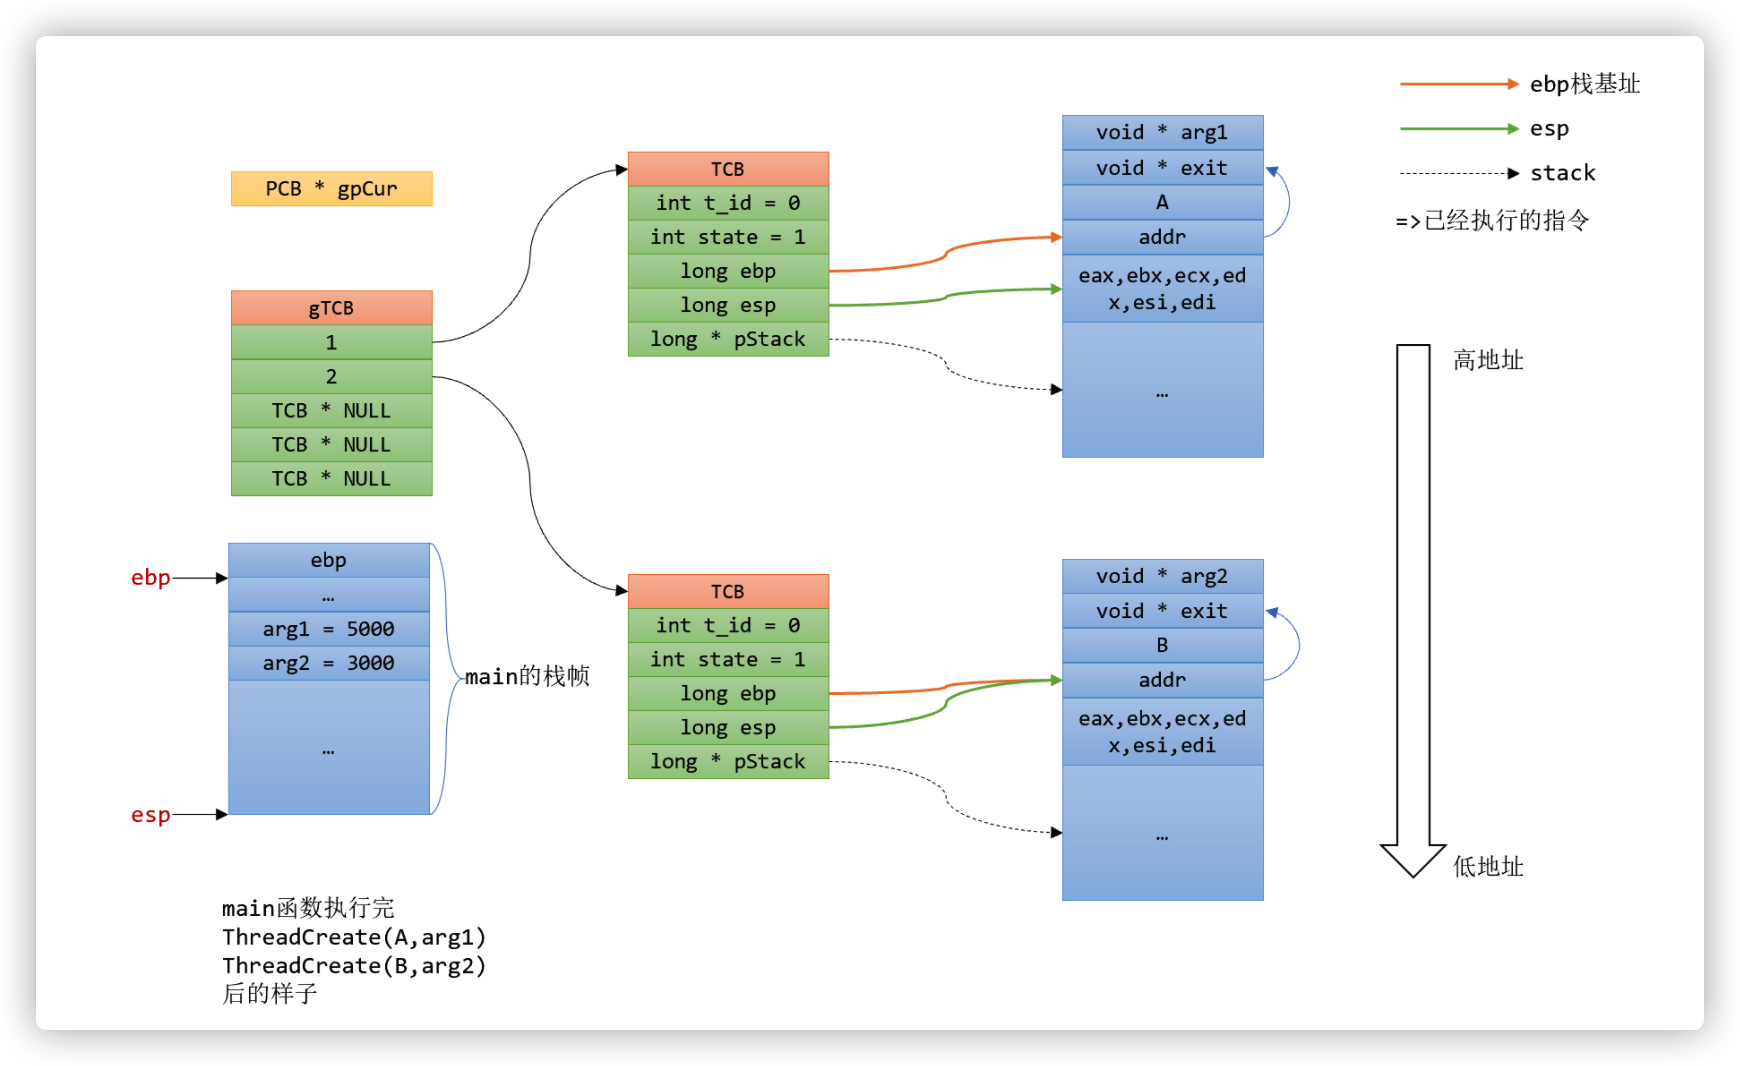 PCB * gpCur
gTCB
1
2
TCB * NULL
TCB * NULL
TCB * NULL
ebp
ebp
…
arg1 = 5000
arg2 = 3000
…
esp
main的栈帧
main函数执行完
ThreadCreate(A,arg1)
ThreadCreate(B,arg2)
后的样子
TCB
int t_id = 0
int state = 1
long ebp
long esp
long * pStack
TCB
int t_id = 0
int state = 1
long ebp
long esp
long * pStack
void * arg1
void * exit
A
addr
eax,ebx,ecx,ed
x,esi,edi
…
void * arg2
void * exit
B
addr
eax,ebx,ecx,ed
x,esi,edi
…
ebp栈基址
esp
stack
=>已经执行的指令
高地址
低地址